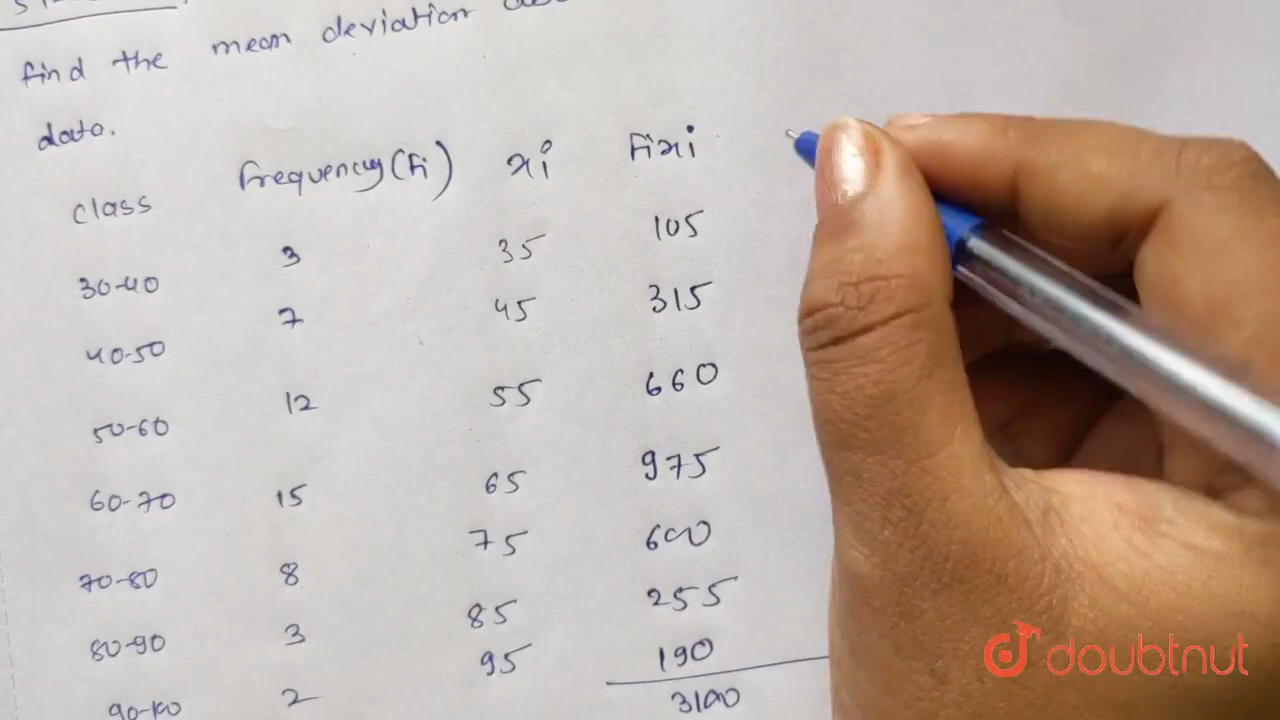 find the mean deviation
data.
class frequency(fi) xi fixi
30-40 3 35 105
40-50 7 45 315
50-60 12 55 660
60-70 15 65 975
70-80 8 75 600
80-90 3 85 255
90-100 2 95 190
3100
doubtnut